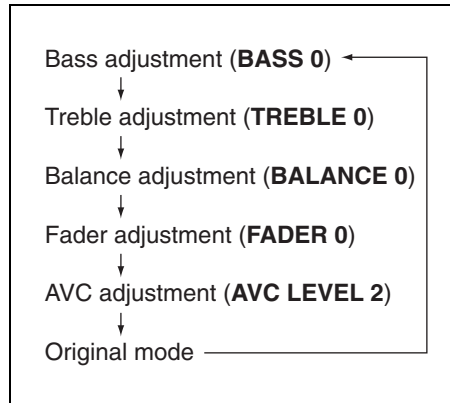 Bass adjustment (BASS 0)
Treble adjustment (TREBLE 0)
Balance adjustment (BALANCE 0)
Fader adjustment (FADER 0)
AVC adjustment (AVC LEVEL 2)
Original mode